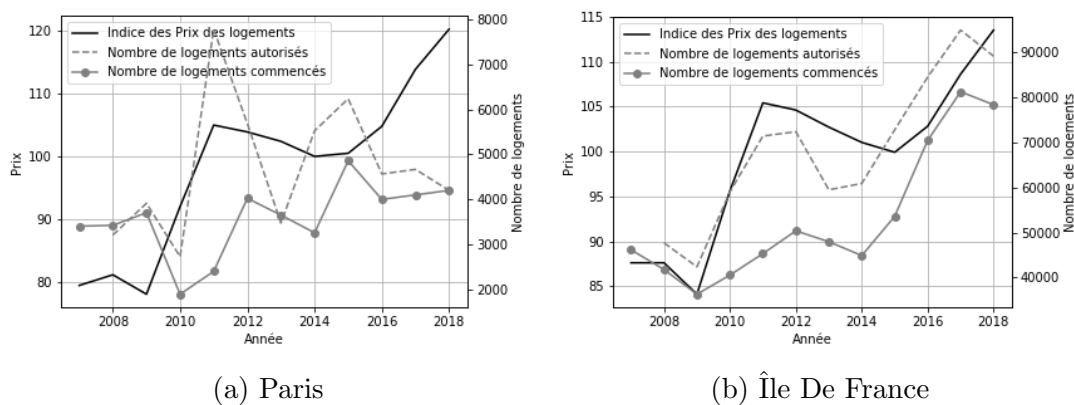 Indice des Prix des logements
Nombre de logements autorisés
Nombre de logements commencés
120
110
100
90
80
Prix
8000
7000
6000
5000
4000
3000
2000
Nombre de logements
2008 2010 2012 2014 2016 2018
Année
(a) Paris
Indice des Prix des logements
Nombre de logements autorisés
Nombre de logements commencés
115
110
105
100
95
90
85
Prix
90000
80000
70000
60000
50000
40000
Nombre de logements
2008 2010 2012 2014 2016 2018
Année
(b) Île De France